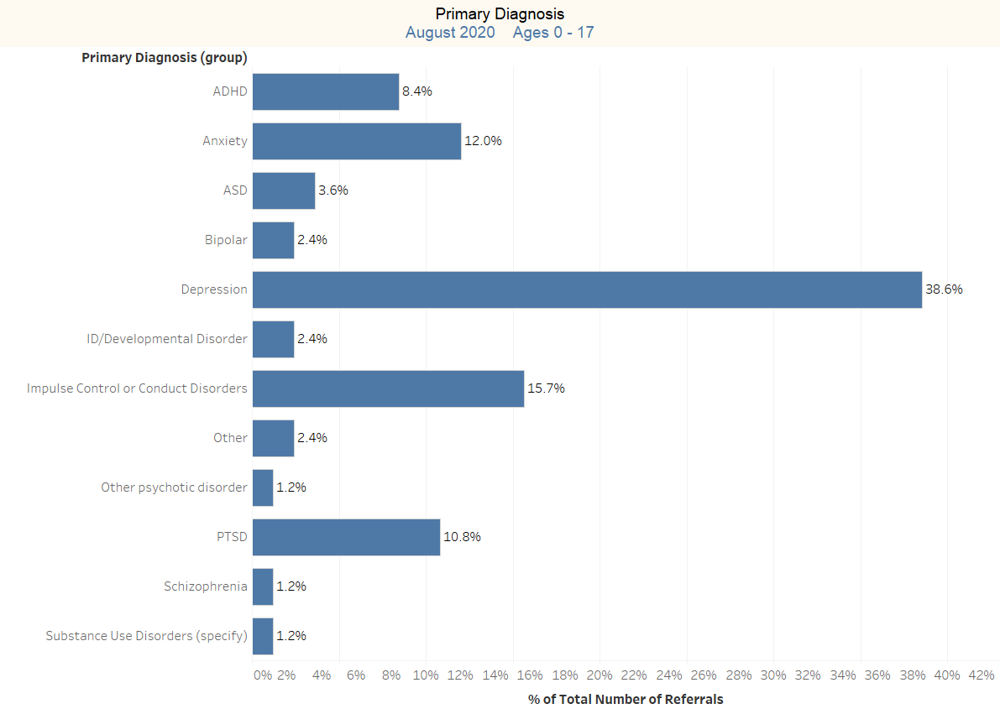 Primary Diagnosis
August 2020 Ages 0 - 17
Primary Diagnosis (group)
ADHD 8.4%
Anxiety 12.0%
ASD 3.6%
Bipolar 2.4%
Depression 38.6%
ID/Developmental Disorder 2.4%
Impulse Control or Conduct Disorders 15.7%
Other 2.4%
Other psychotic disorder 1.2%
PTSD 10.8%
Schizophrenia 1.2%
Substance Use Disorders (specify) 1.2%
0% 2% 4% 6% 8% 10% 12% 14% 16% 18% 20% 22% 24% 26% 28% 30% 32% 34% 36% 38% 40% 42%
% of Total Number of Referrals